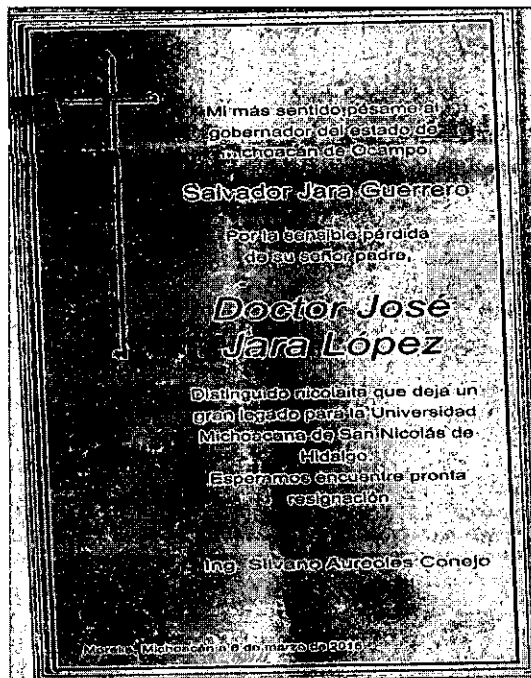 Mi más sentido pésame al
gobernador del estado de
Michoacán de Ocampo
Salvador Jara Guerrero
Por la sensible pérdida
de su señor padre,
Doctor José
Jara López
Distinguido nicolaita que deja un
gran legado para la Universidad
Michoacana de San Nicolás de
Hidalgo.
Esperamos encuentre pronta
resignación
Ing. Silvano Aureoles Conejo
Morelia, Michoacán a 6 de marzo de 2015